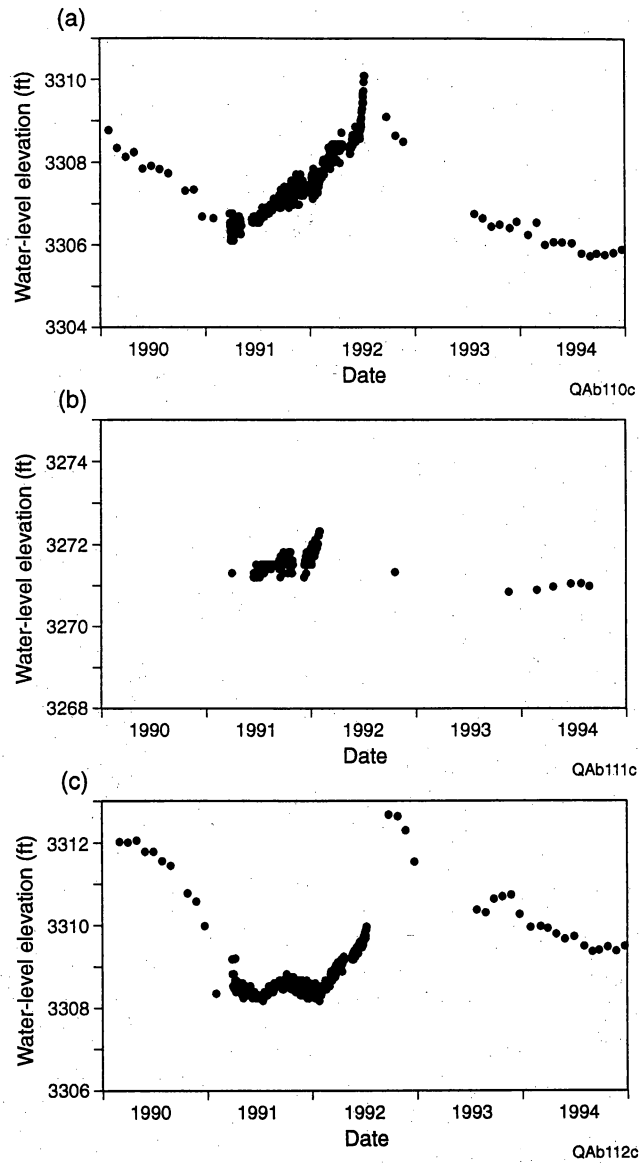 (a)
Water-level elevation (ft)
3310
3308
3306
3304
1990 1991 1992 1993 1994
Date
QAb110c
(b)
Water-level elevation (ft)
3274
3272
3270
3268
1990 1991 1992 1993 1994
Date
QAb111c
(c)
Water-level elevation (ft)
3312
3310
3308
3306
1990 1991 1992 1993 1994
Date
QAb112c